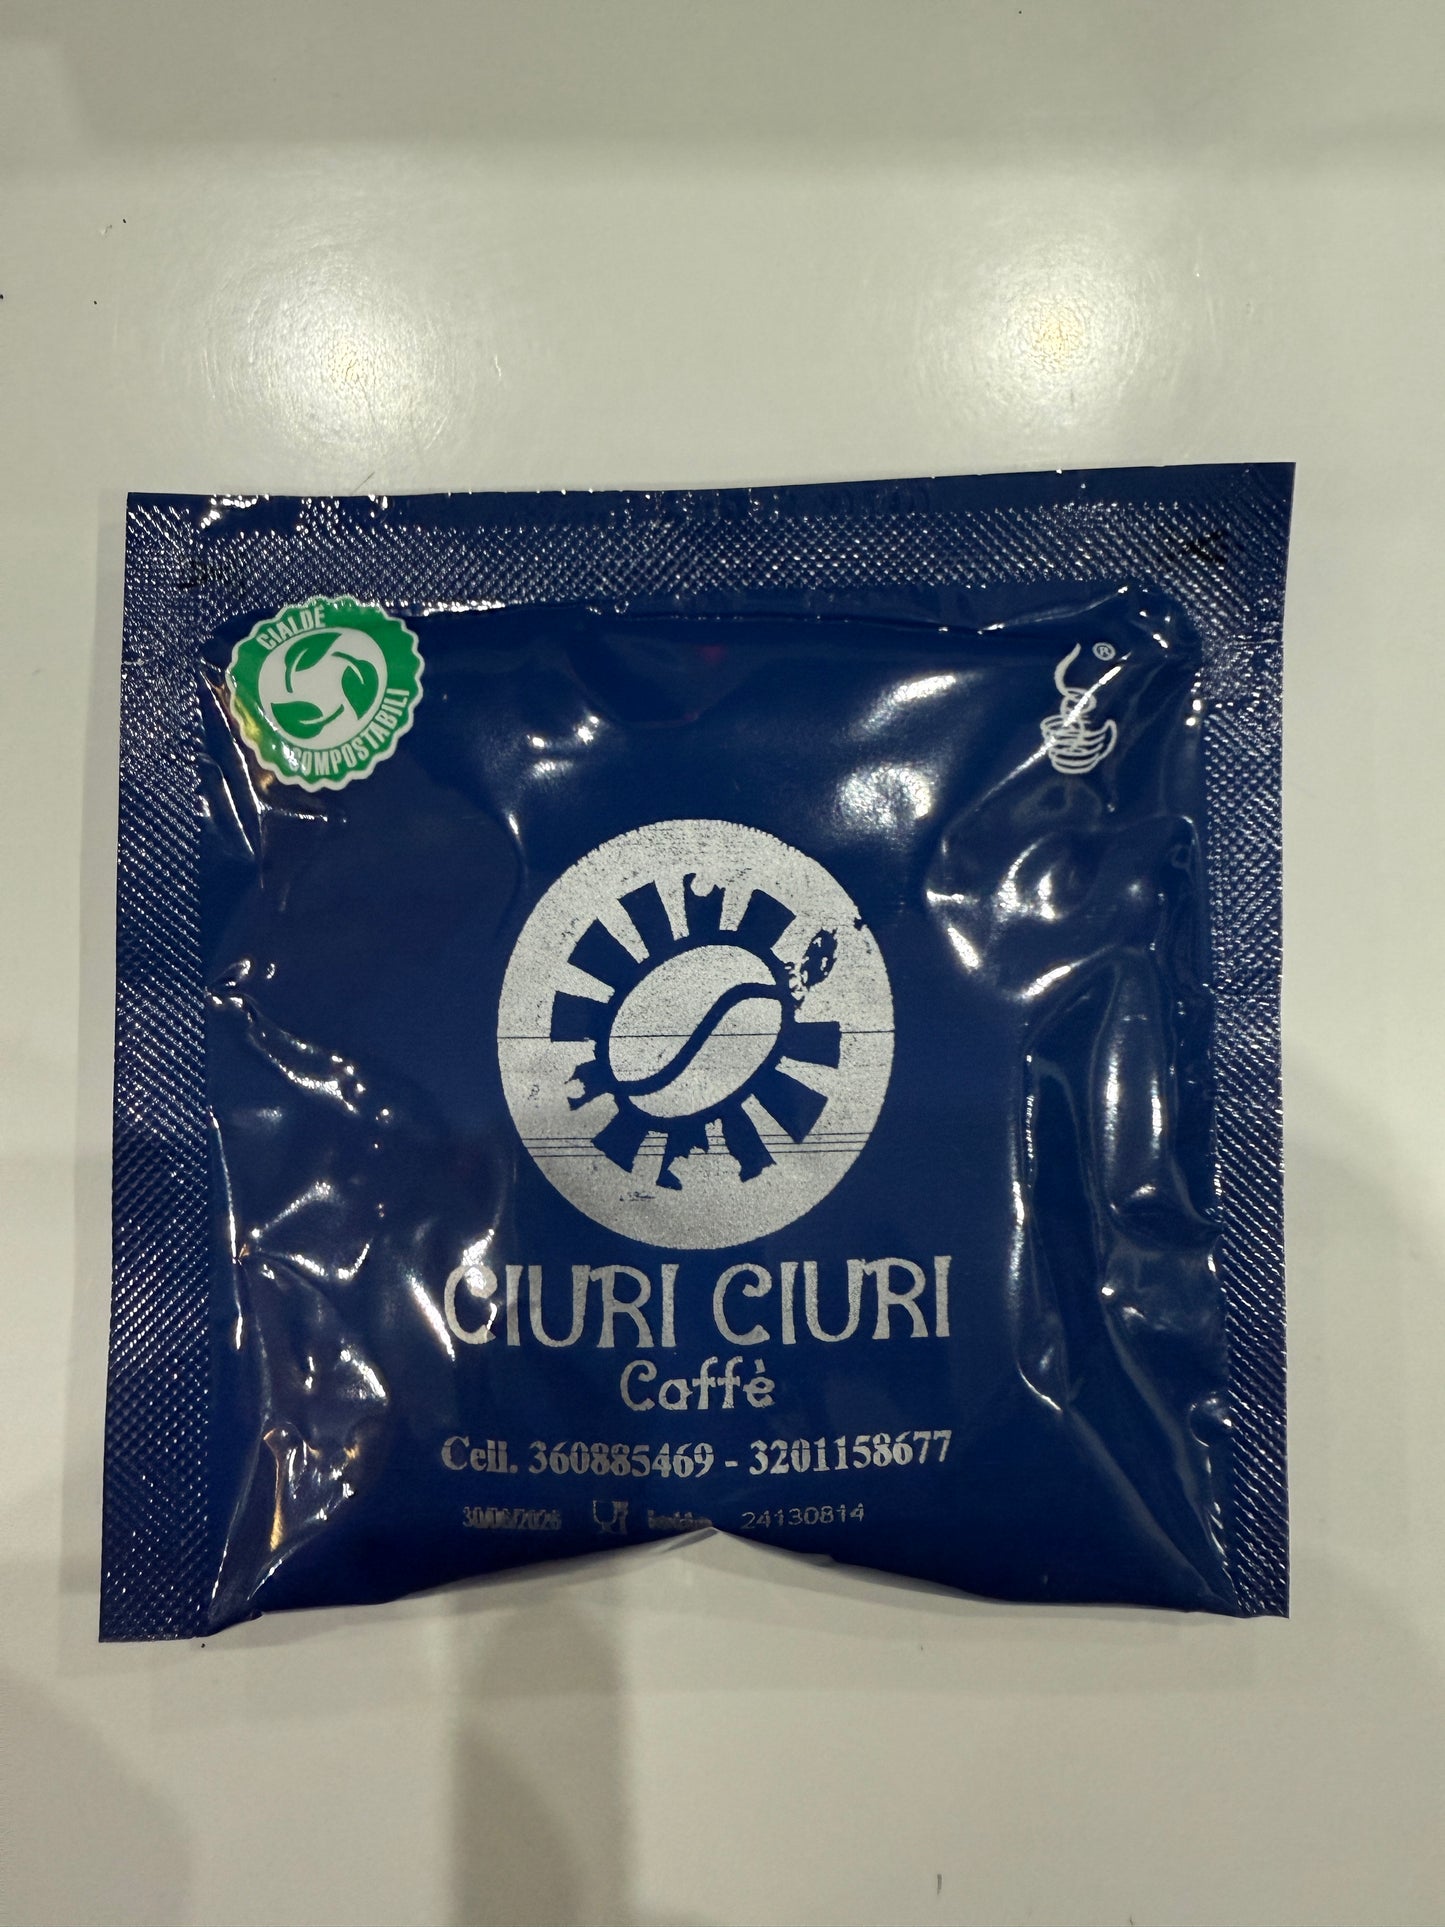 CIALDE
COMPOSTABILI
®
CIURI CIURI
Caffè
Cell. 360885469 - 3201158677
24130814